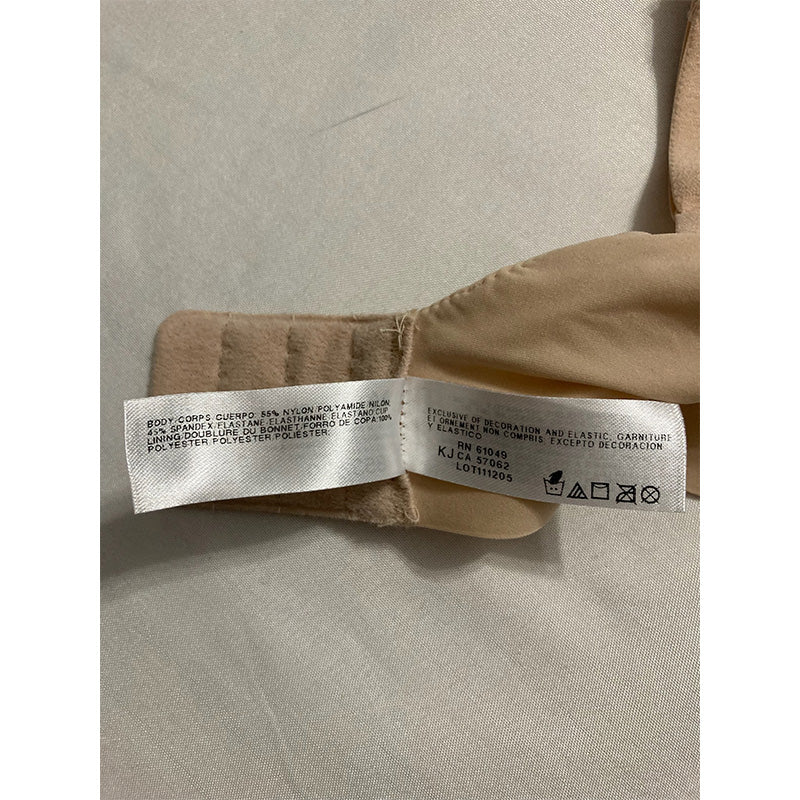 BODY/CORPS/CUERPO: 55% NYLON/POLYAMIDE/NILON,
45% SPANDEX/ELASTANE/ELASTHANNE/ELASTANO;CUP
LINING/DOUBLURE DU BONNET/FORRO DE COPA:100%
POLYESTER/POLYESTER/POLIESTER;
EXCLUSIVE OF DECORATION AND ELASTIC, GARNITURE
ET ORNEMENT NON COMPRIS, EXCEPTO DECORACION
Y ELASTICO
RN 61049
KJ CA 57062
LOT111205